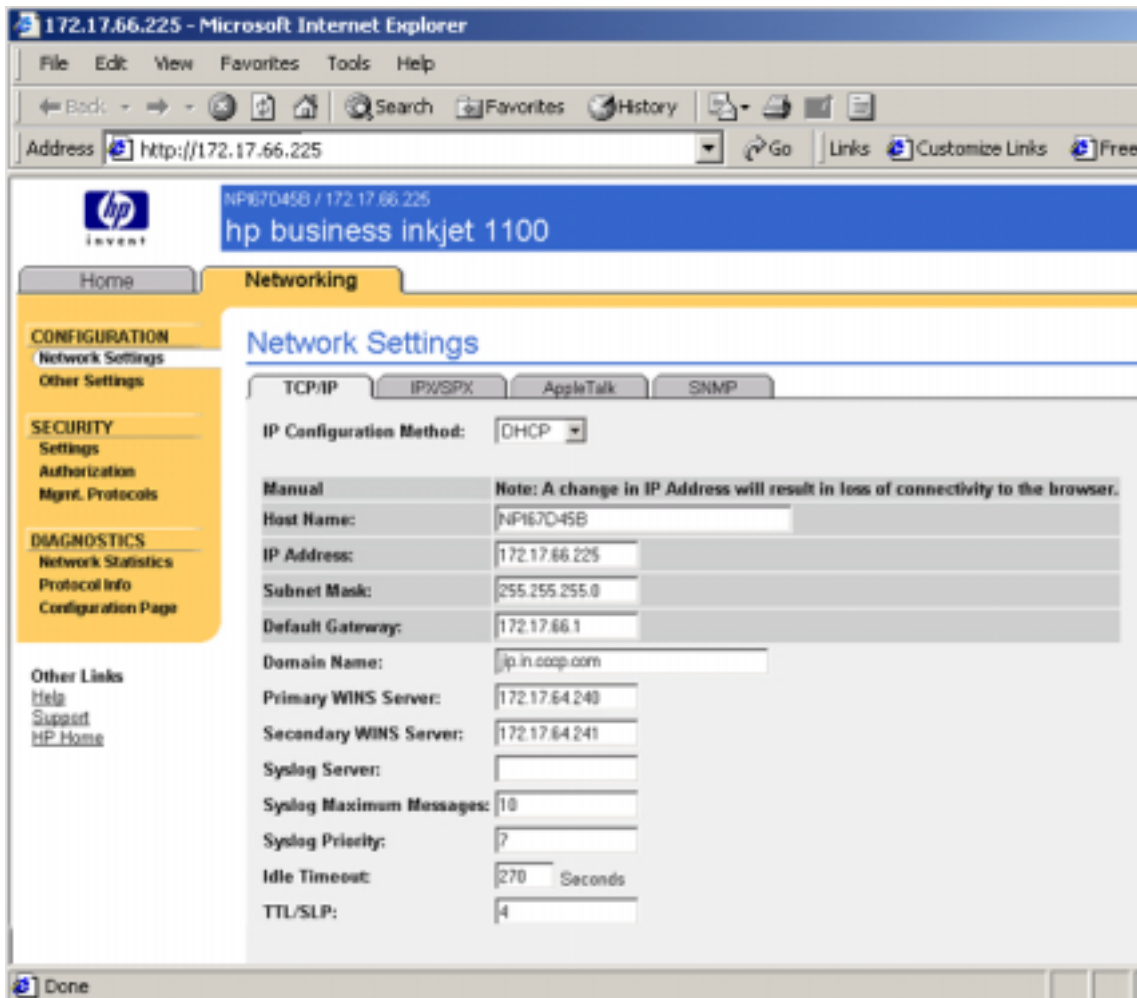 172.17.66.225 - Microsoft Internet Explorer
File Edit View Favorites Tools Help
Back Search Favorites History
Address http://172.17.66.225 Go Links Customize Links Free
hp
invent
NPI67D45B / 172.17.66.225
hp business inkjet 1100
Home Networking
CONFIGURATION
Network Settings
Other Settings
SECURITY
Settings
Authorization
Mgmt. Protocols
DIAGNOSTICS
Network Statistics
Protocol Info
Configuration Page
Other Links
Help
Support
HP Home
Network Settings
TCP/IP IPX/SPX AppleTalk SNMP
IP Configuration Method: DHCP
Manual Note: A change in IP Address will result in loss of connectivity to the browser.
Host Name: NPI67D45B
IP Address: 172.17.66.225
Subnet Mask: 255.255.255.0
Default Gateway: 172.17.66.1
Domain Name:
Primary WINS Server: 172.17.64.240
Secondary WINS Server: 172.17.64.241
Syslog Server:
Syslog Maximum Messages: 10
Syslog Priority: 7
Idle Timeout: 270 Seconds
TTL/SLP: 4
Done